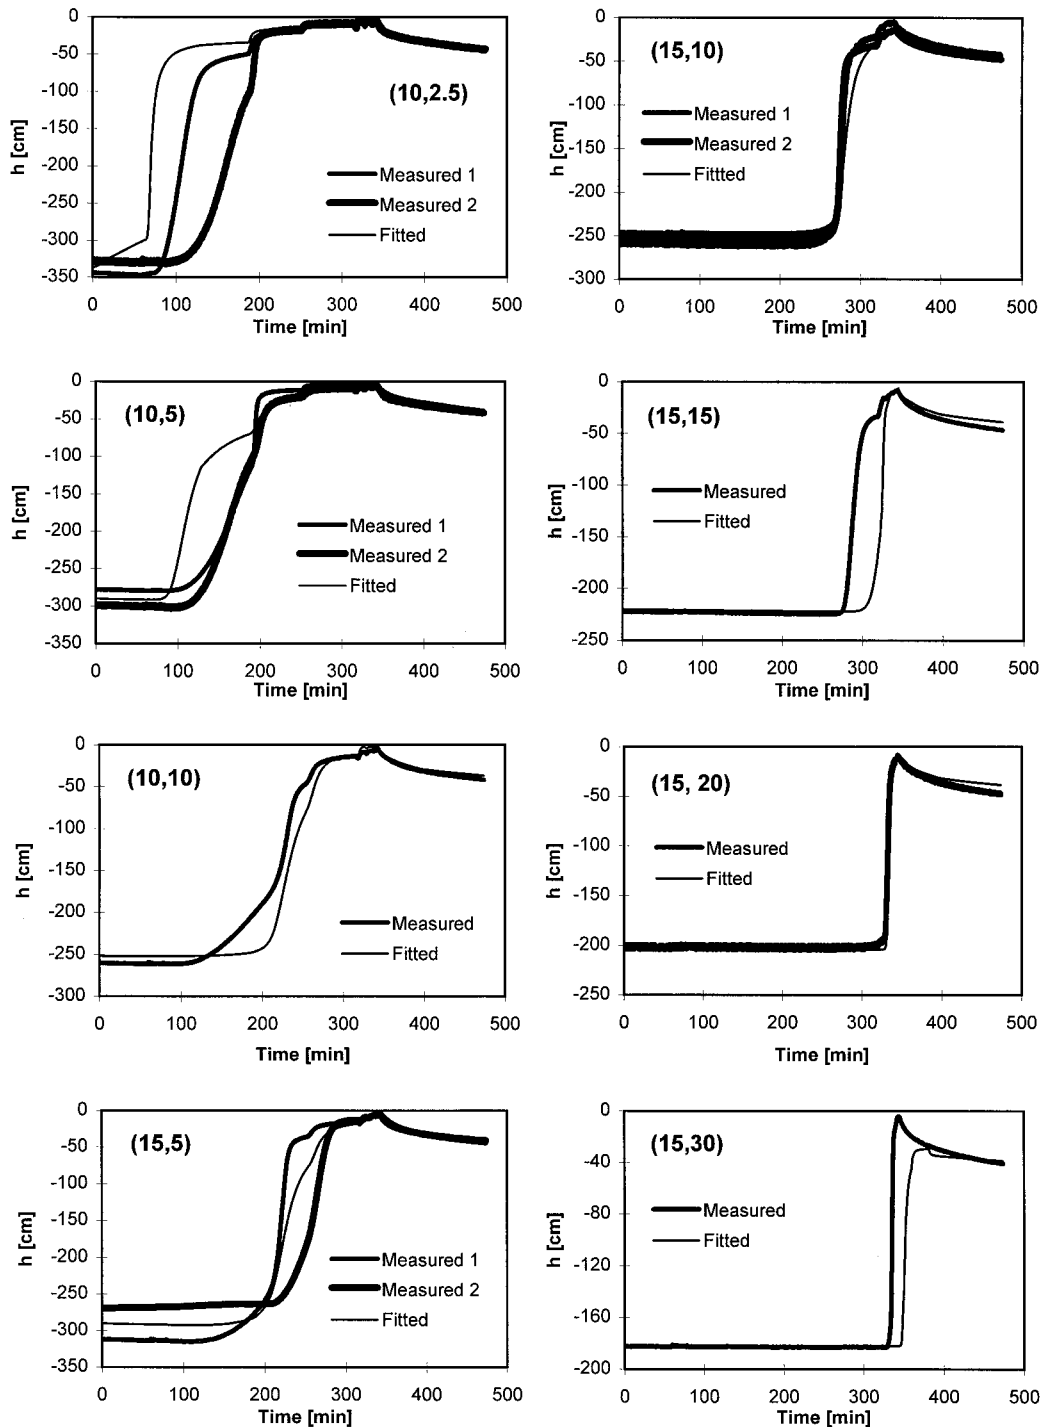 0
-50
-100
-150
-200
-250
-300
-350
h [cm]
(10,2.5)
Measured 1
Measured 2
Fitted
0 100 200 300 400 500
Time [min]
0
-50
-100
-150
-200
-250
-300
h [cm]
(15,10)
Measured 1
Measured 2
Fittted
0 100 200 300 400 500
Time [min]
0
-50
-100
-150
-200
-250
-300
-350
h [cm]
(10,5)
Measured 1
Measured 2
Fitted
0 100 200 300 400 500
Time [min]
0
-50
-100
-150
-200
-250
h [cm]
(15,15)
Measured
Fitted
0 100 200 300 400 500
Time [min]
0
-50
-100
-150
-200
-250
-300
h [cm]
(10,10)
Measured
Fitted
0 100 200 300 400 500
Time [min]
0
-50
-100
-150
-200
-250
h [cm]
(15, 20)
Measured
Fitted
0 100 200 300 400 500
Time [min]
0
-50
-100
-150
-200
-250
-300
-350
h [cm]
(15,5)
Measured 1
Measured 2
Fitted
0 100 200 300 400 500
Time [min]
0
-40
-80
-120
-160
-200
h [cm]
(15,30)
Measured
Fitted
0 100 200 300 400 500
Time [min]